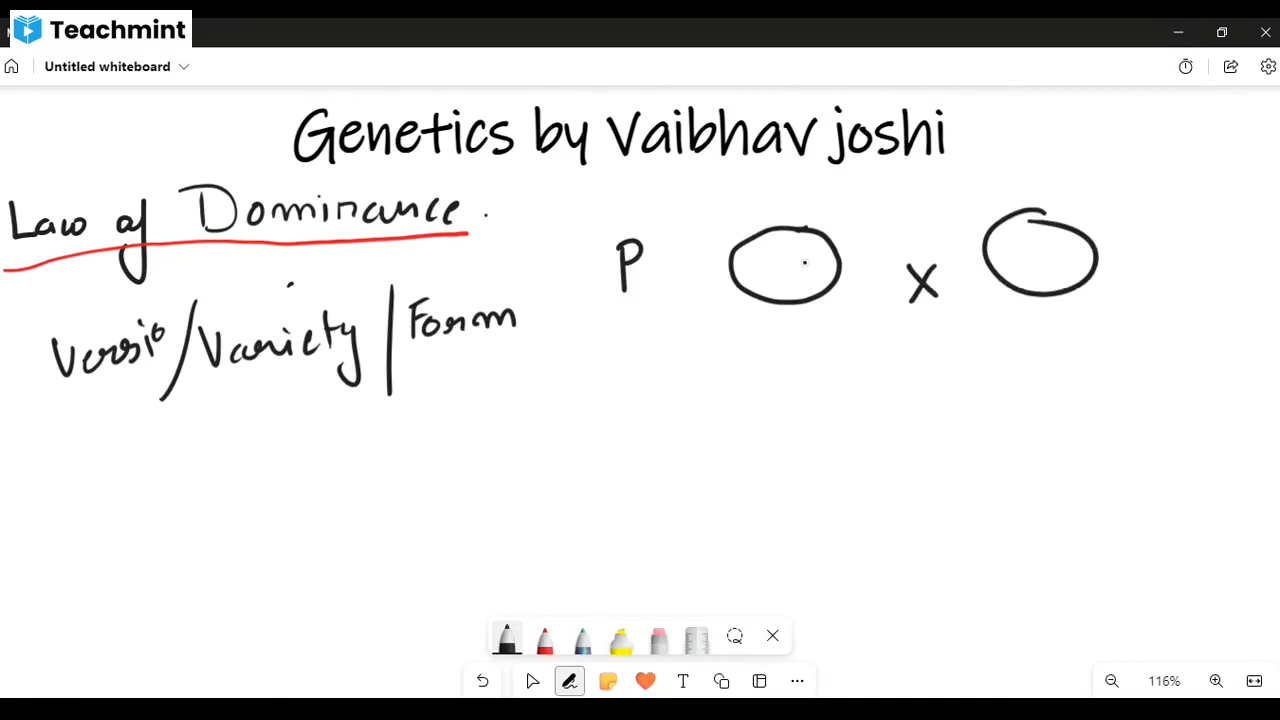 Teachmint
Untitled whiteboard
Genetics by Vaibhav joshi
Law of Dominance.
P X
Versio/Variety/Form
116%